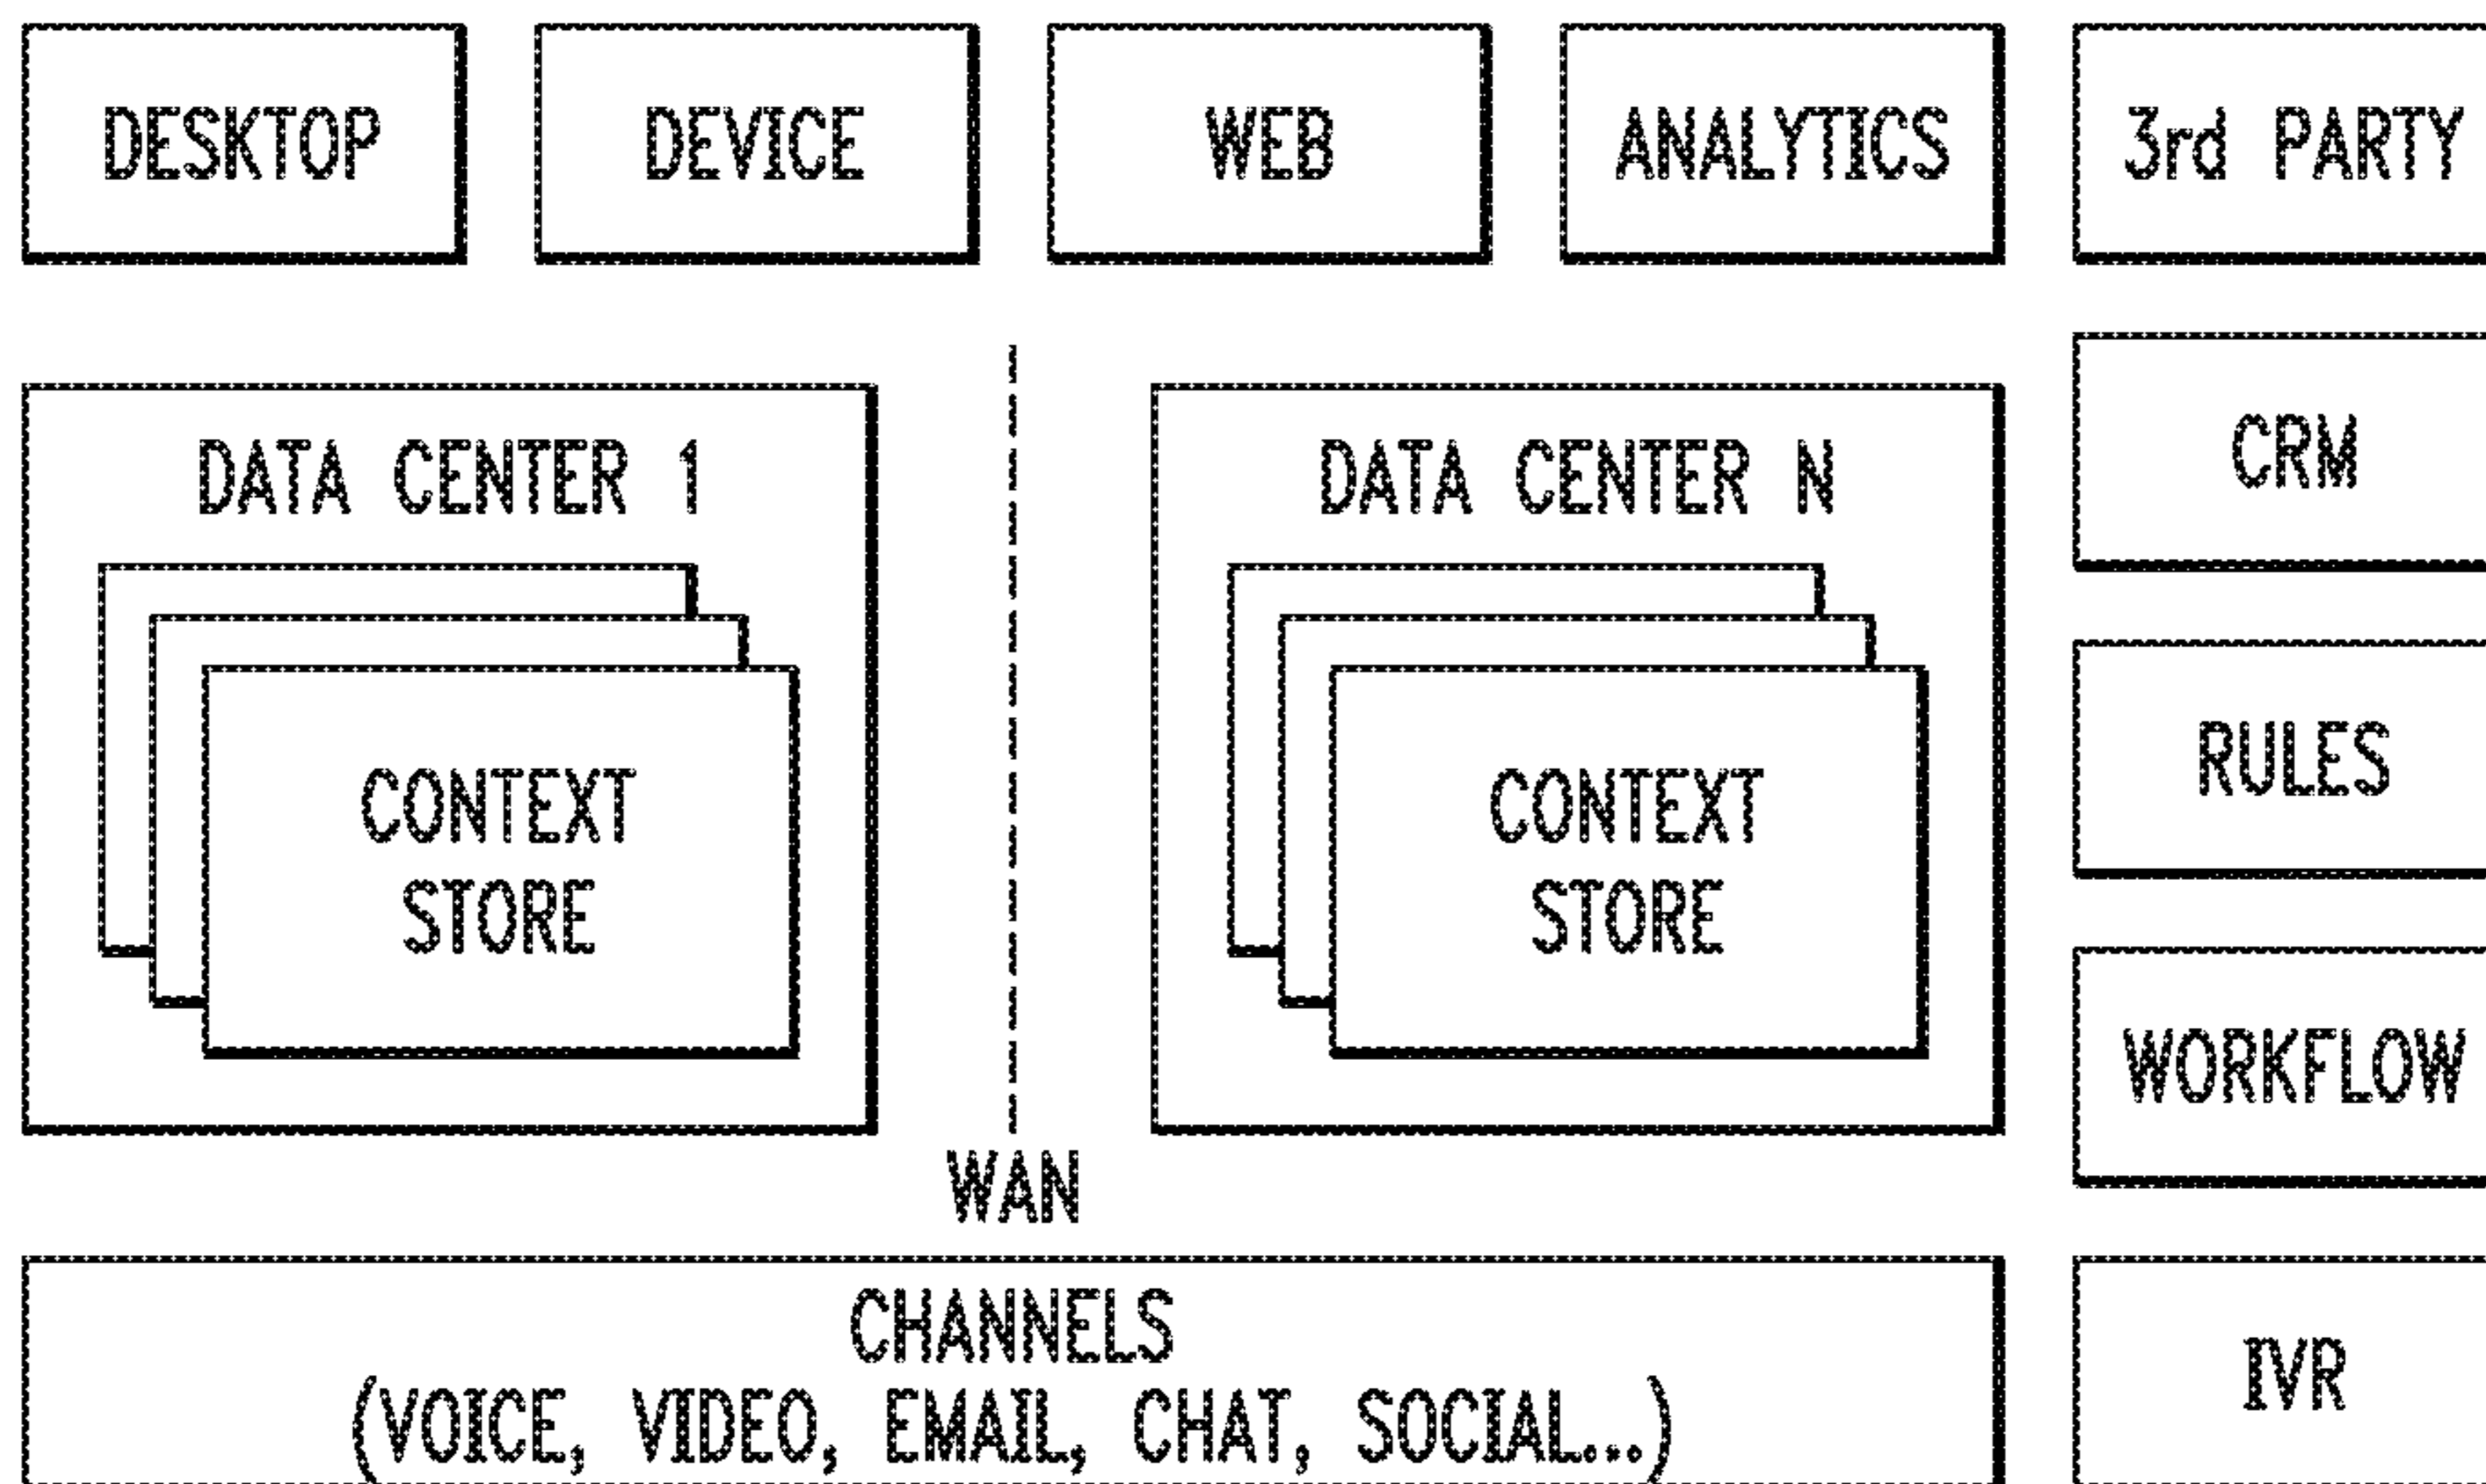 DESKTOP
DEVICE
WEB
ANALYTICS
3rd PARTY
DATA CENTER 1
CONTEXT
STORE
WAN
DATA CENTER N
CONTEXT
STORE
CRM
RULES
WORKFLOW
CHANNELS
(VOICE, VIDEO, EMAIL, CHAT, SOCIAL...)
IVR